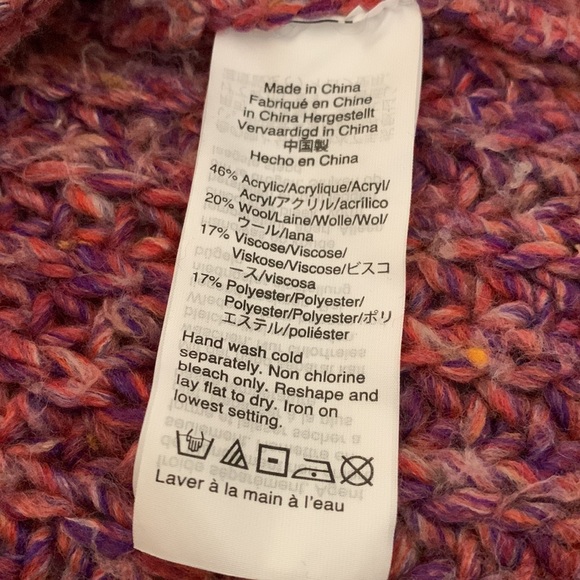 Made in China
Fabriqué en Chine
in China Hergestellt
Vervaardigd in China
中国製
Hecho en China
46% Acrylic/Acrylique/Acryl/
Acryl/アクリル/acrílico
20% Wool/Laine/Wolle/Wol/
ウール/lana
17% Viscose/Viscose/
Viskose/Viscose/ビスコ
ース/viscosa
17% Polyester/Polyester/
Polyester/Polyester/ポリ
エステル/poliéster
Hand wash cold
separately. Non chlorine
bleach only. Reshape and
lay flat to dry. Iron on
lowest setting.
Laver à la main à l'eau